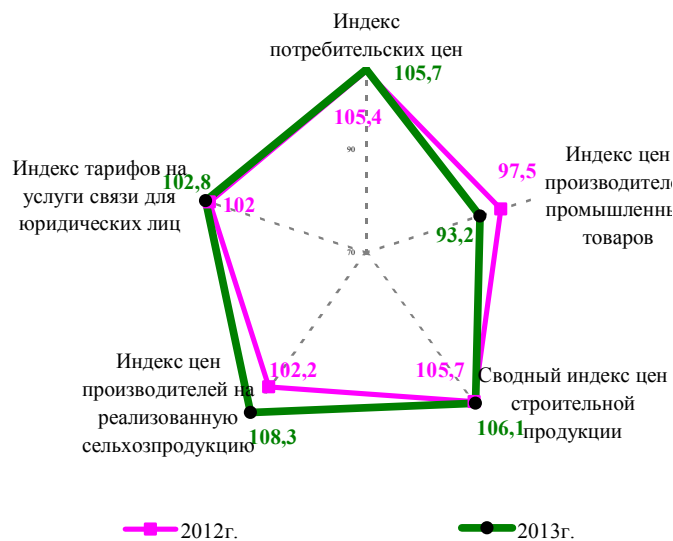 Индекс
потребительских цен
105,7
105,4
90
Индекс цен
производителе
промышленны
товаров
97,5
93,2
70
Индекс тарифов на
услуги связи для
юридических лиц
102,8
102
Индекс цен
производителей на
реализованную
сельхозпродукцию
102,2
108,3
105,7
Сводный индекс цен
строительной
продукции
106,1
2012г.
2013г.